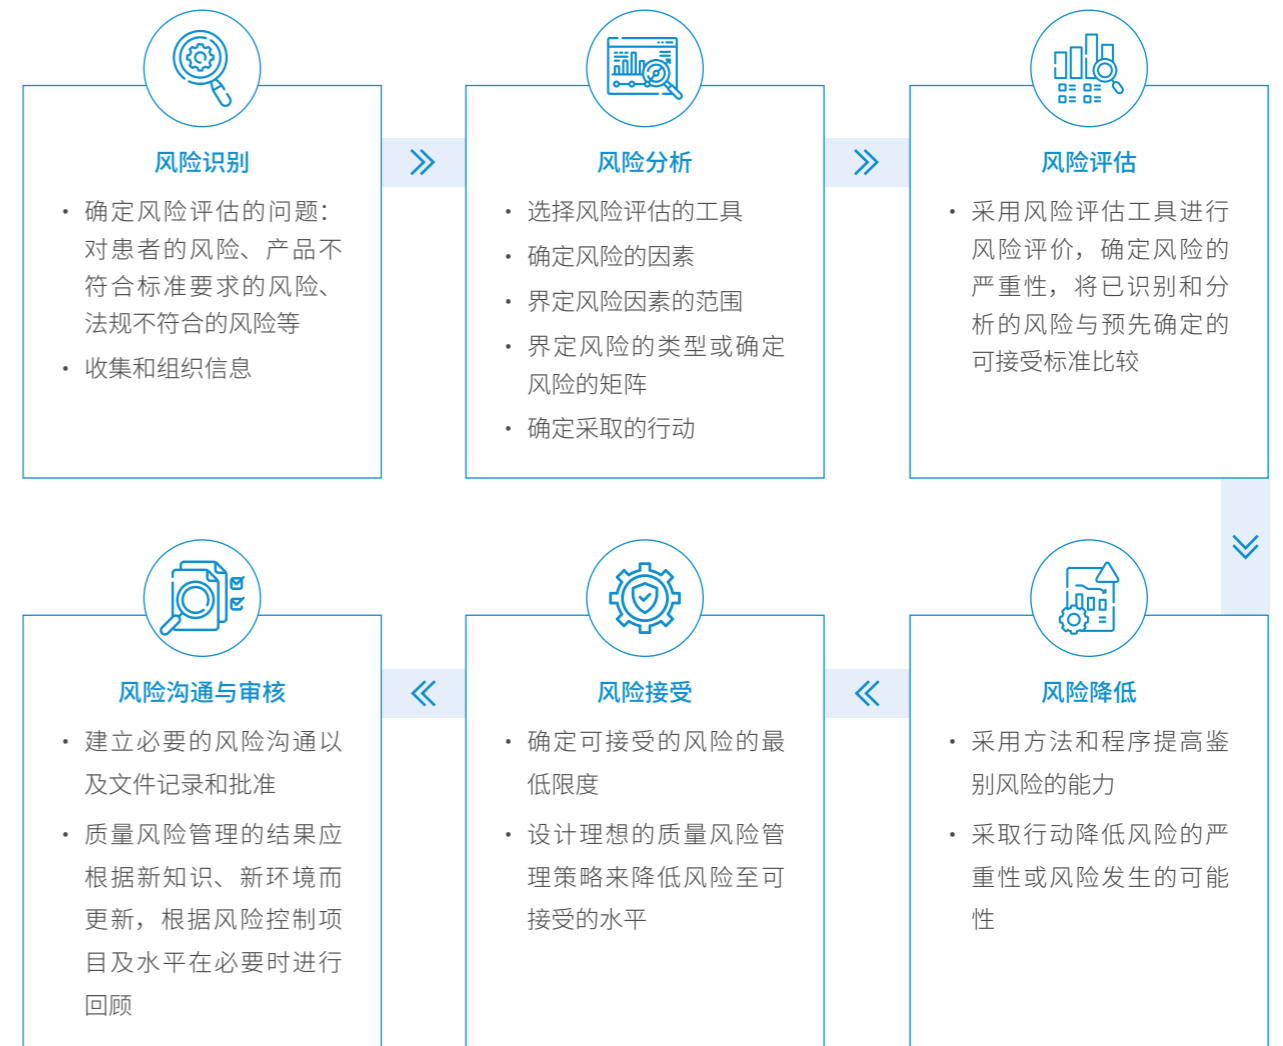 风险识别
· 确定风险评估的问题：
对患者的风险、产品不
符合标准要求的风险、
法规不符合的风险等
· 收集和组织信息
风险分析
· 选择风险评估的工具
· 确定风险的因素
· 界定风险因素的范围
· 界定风险的类型或确定
风险的矩阵
· 确定采取的行动
风险评估
· 采用风险评估工具进行
风险评价，确定风险的
严重性，将已识别和分
析的风险与预先确定的
可接受标准比较
风险降低
· 采用方法和程序提高鉴
别风险的能力
· 采取行动降低风险的严
重性或风险发生的可能
性
风险接受
· 确定可接受的风险的最
低限度
· 设计理想的质量风险管
理策略来降低风险至可
接受的水平
风险沟通与审核
· 建立必要的风险沟通以
及文件记录和批准
· 质量风险管理的结果应
根据新知识、新环境而
更新，根据风险控制项
目及水平在必要时进行
回顾